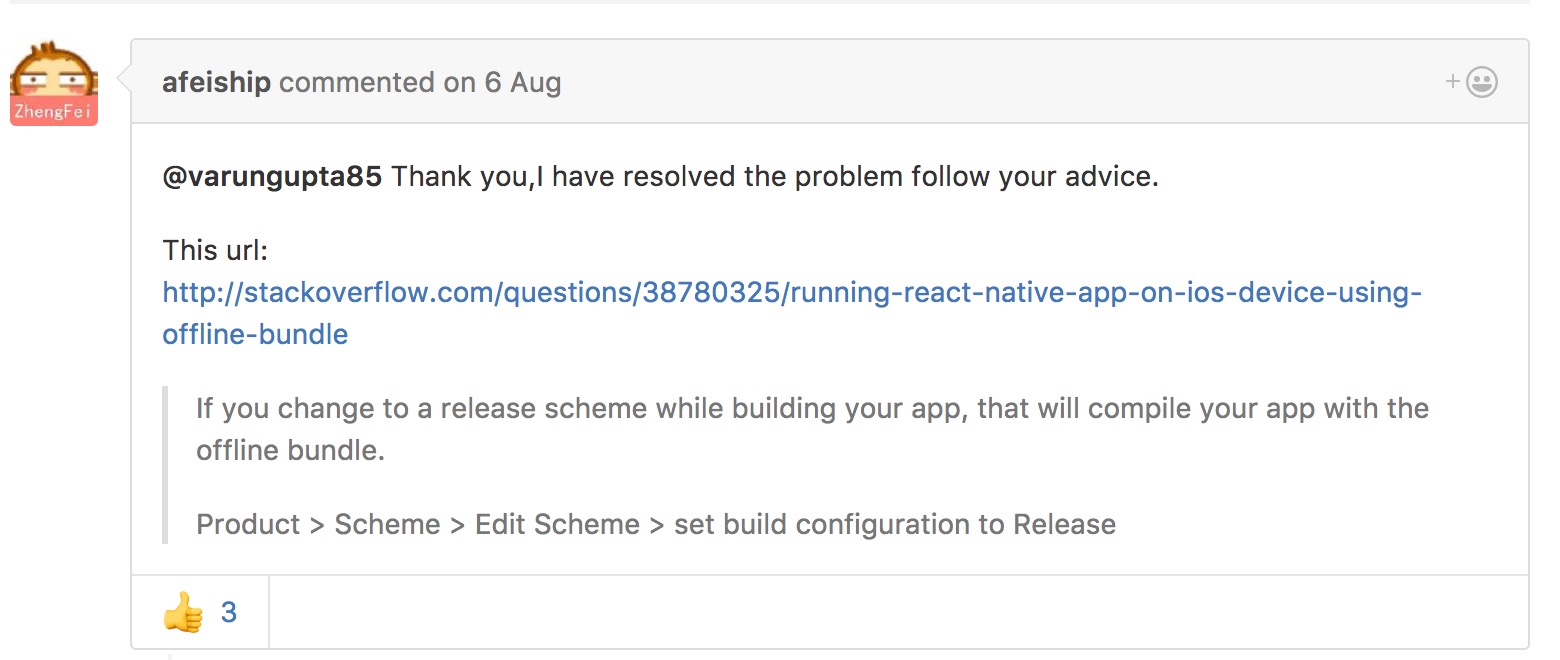 afeiship commented on 6 Aug
ZhengFei
@varungupta85 Thank you,I have resolved the problem follow your advice.
This url:
http://stackoverflow.com/questions/38780325/running-react-native-app-on-ios-device-using-
offline-bundle
If you change to a release scheme while building your app, that will compile your app with the
offline bundle.
Product > Scheme > Edit Scheme > set build configuration to Release
3